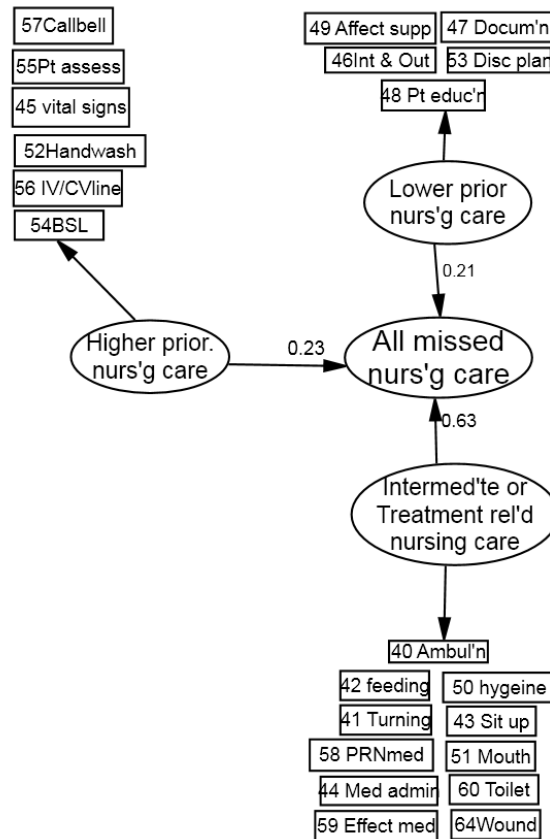 57Callbell
55Pt assess
45 vital signs
52Handwash
56 IV/CVline
54BSL
49 Affect supp
47 Docum'n
46Int & Out
53 Disc plan
48 Pt educ'n
Lower prior
nurs'g care
0.21
Higher prior.
nurs'g care
0.23
All missed
nurs'g care
0.63
Intermed'te or
Treatment rel'd
nursing care
40 Ambul'n
42 feeding
50 hygeine
41 Turning
43 Sit up
58 PRNmed
51 Mouth
44 Med admin
60 Toilet
59 Effect med
64Wound